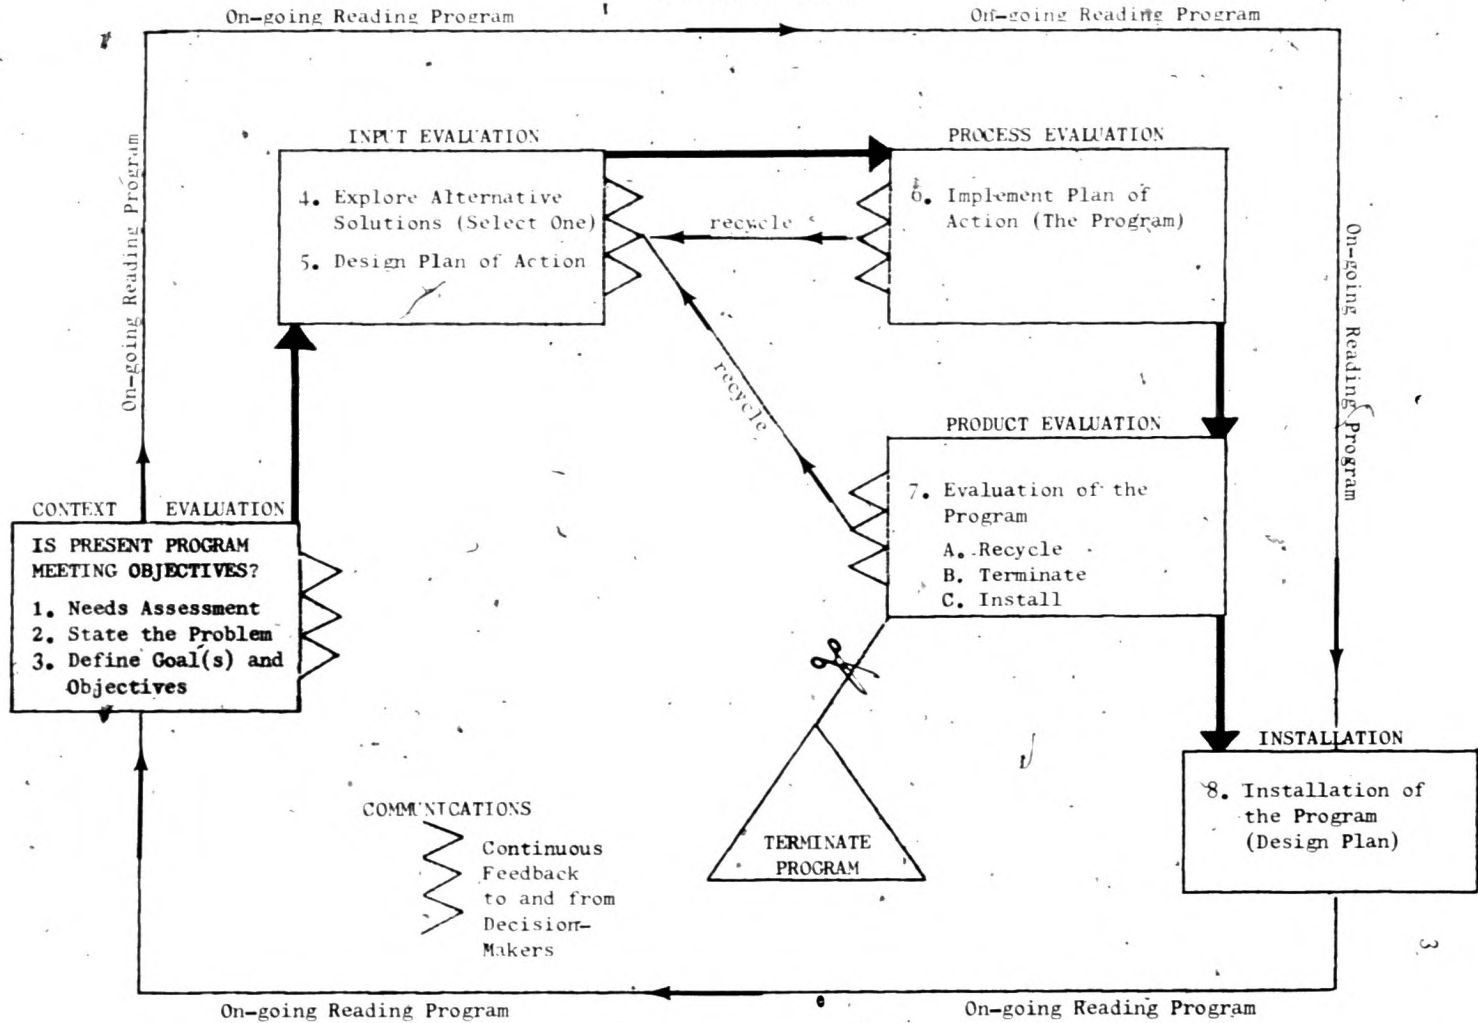 On-going Reading Program
On-going Reading Program
On-going Reading Program
INPUT EVALUATION
4. Explore Alternative
Solutions (Select One)
5. Design Plan of Action
recycle
PROCESS EVALUATION
6. Implement Plan of
Action (The Program)
On-going Reading Program
recycle
PRODUCT EVALUATION
7. Evaluation of the
Program
A. Recycle
B. Terminate
C. Install
CONTEXT EVALUATION
IS PRESENT PROGRAM
MEETING OBJECTIVES?
1. Needs Assessment
2. State the Problem
3. Define Goal(s) and
Objectives
INSTALLATION
8. Installation of
the Program
(Design Plan)
COMMUNICATIONS
Continuous
Feedback
to and from
Decision-
Makers
TERMINATE
PROGRAM
3
On-going Reading Program
On-going Reading Program